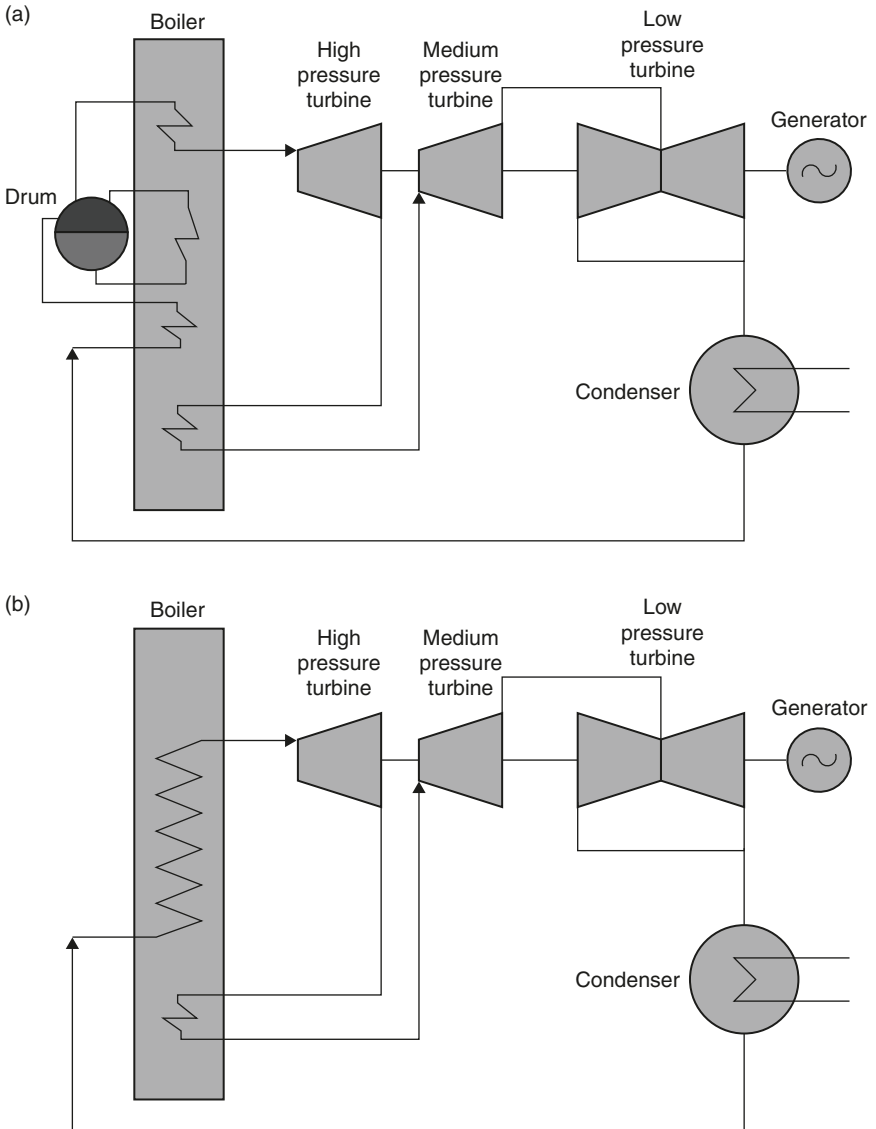 (a)
Boiler
High
pressure
turbine
Medium
pressure
turbine
Low
pressure
turbine
Generator
Drum
Condenser
(b)
Boiler
High
pressure
turbine
Medium
pressure
turbine
Low
pressure
turbine
Generator
Condenser